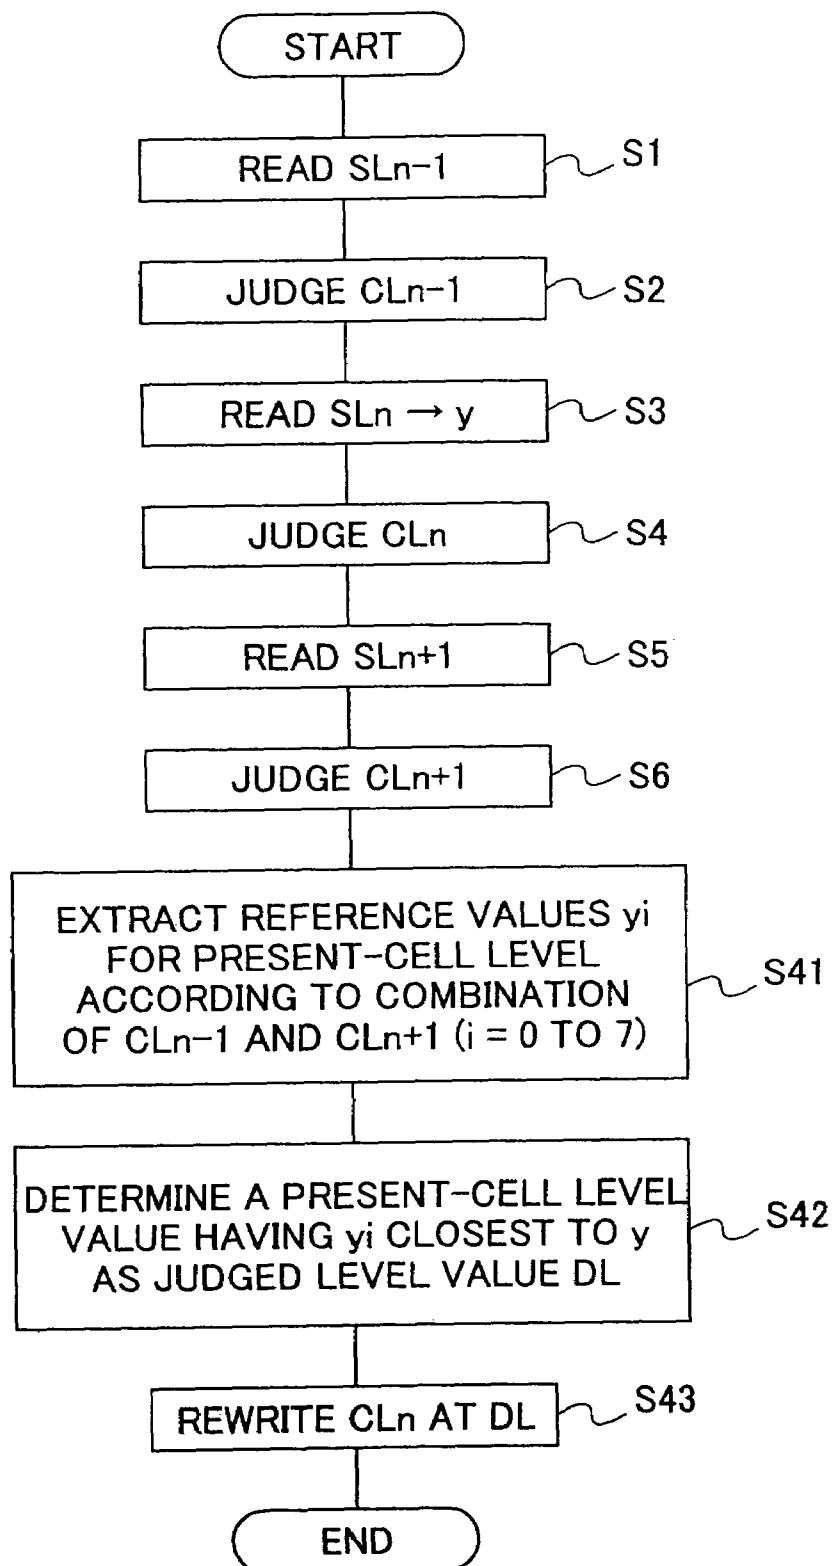 START
READ SLn-1
S1
JUDGE CLn-1
S2
READ SLn → y
S3
JUDGE CLn
S4
READ SLn+1
S5
JUDGE CLn+1
S6
EXTRACT REFERENCE VALUES yi
FOR PRESENT-CELL LEVEL
ACCORDING TO COMBINATION
OF CLn-1 AND CLn+1 (i = 0 TO 7)
S41
DETERMINE A PRESENT-CELL LEVEL
VALUE HAVING yi CLOSEST TO y
AS JUDGED LEVEL VALUE DL
S42
REWRITE CLn AT DL
S43
END